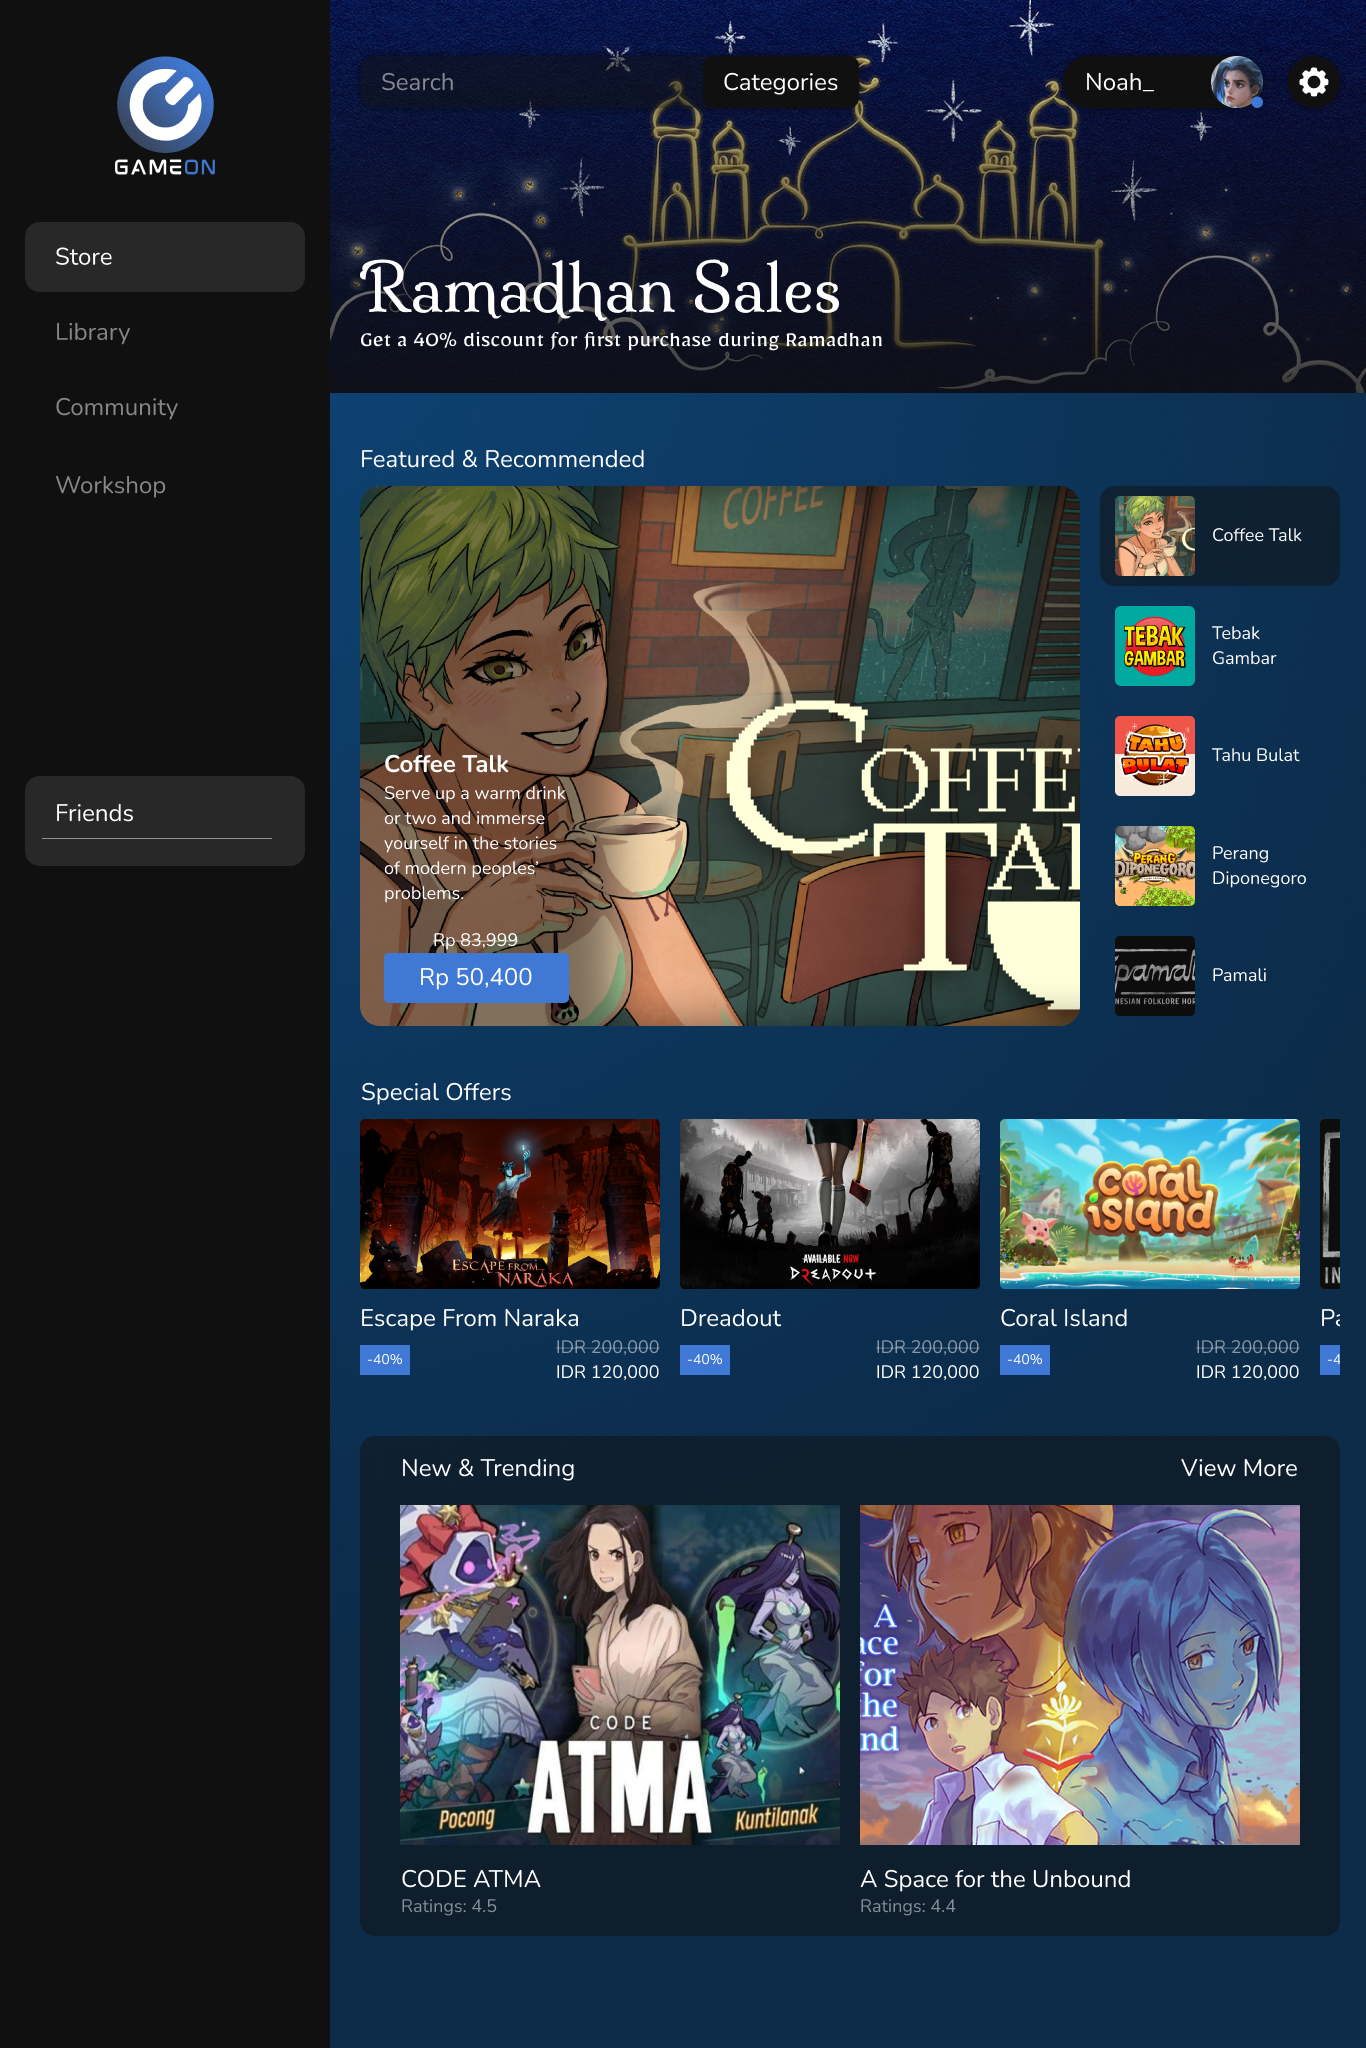 GAMEON
Store
Library
Community
Workshop
Friends
Search
Categories
Noah_
Ramadhan Sales
Get a 40% discount for first purchase during Ramadhan
Featured & Recommended
COFFEE
COFFE
TAL
Coffee Talk
Serve up a warm drink
or two and immerse
yourself in the stories
of modern peoples'
problems.
Rp 83,999
Rp 50,400
Coffee Talk
TEBAK
GAMBAR
Tebak
Gambar
TAHU
BULAT
Tahu Bulat
PERANG
DIPONEGORO
Perang
Diponegoro
pamali
NESIAN FOLKLORE HOR
Pamali
Special Offers
ESCAPE FROM
NARAKA
Escape From Naraka
-40%
IDR 200,000
IDR 120,000
AVAILABLE NOW
DREADOUT
Dreadout
-40%
IDR 200,000
IDR 120,000
coral
island
Coral Island
-40%
IDR 200,000
IDR 120,000
IN
Pa
-4
New & Trending
View More
CODE
ATMA
Pocong
Kuntilanak
CODE ATMA
Ratings: 4.5
A
ace
for
the
nd
A Space for the Unbound
Ratings: 4.4